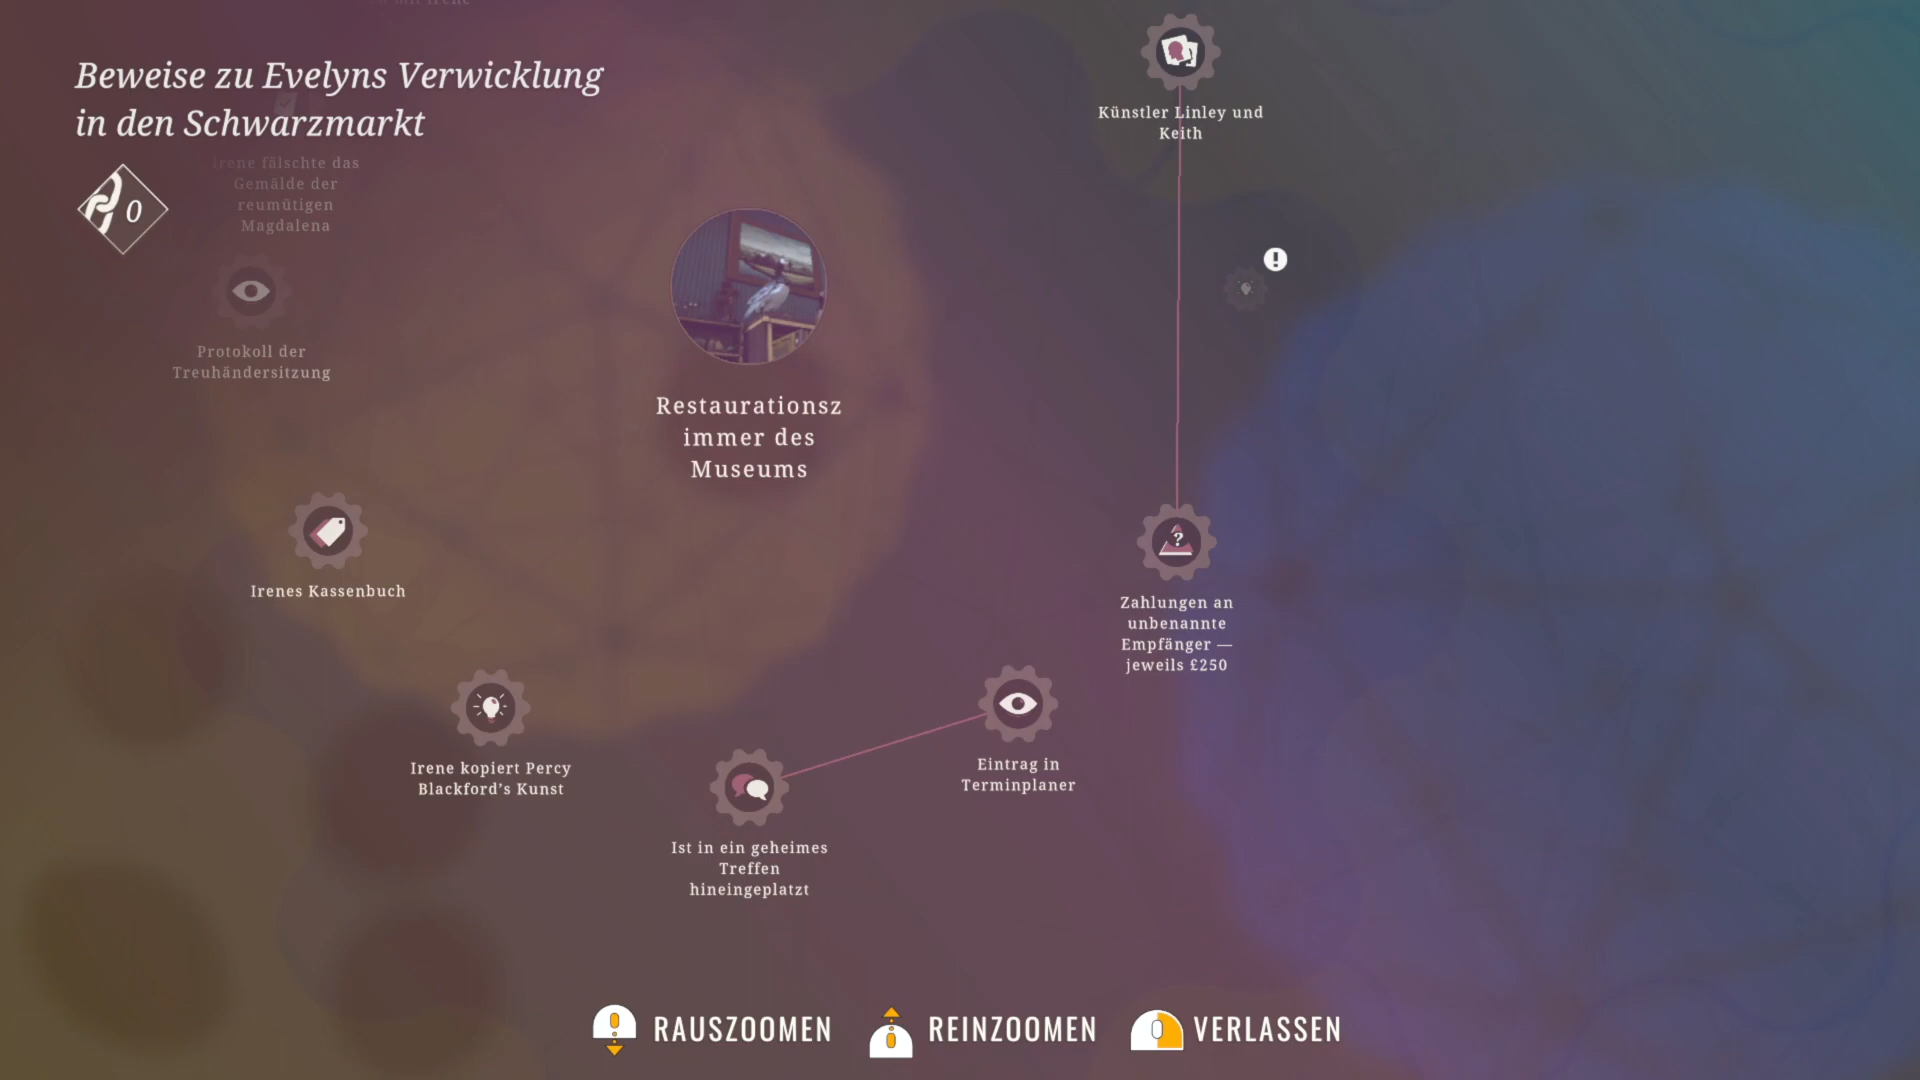 Beweise zu Evelyns Verwicklung
in den Schwarzmarkt
0
Irene fälschte das
Gemälde der
reumütigen
Magdalena
Protokoll der
Treuhändersitzung
Irenes Kassenbuch
Irene kopiert Percy
Blackford’s Kunst
Restaurationsz
immer des
Museums
Ist in ein geheimes
Treffen
hineingeplatzt
Eintrag in
Terminplaner
Künstler Linley und
Keith
Zahlungen an
unbenannte
Empfänger —
jeweils £250
RAUSZOOMEN
REINZOOMEN
VERLASSEN